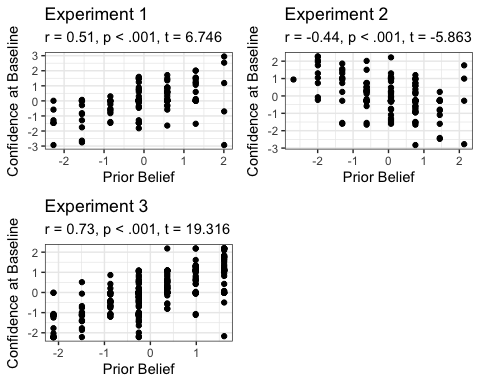 Experiment 1
r = 0.51, p < .001, t = 6.746
Confidence at Baseline
3
2
1
0
-1
-2
-3
-2
-1
0
1
2
Prior Belief
Experiment 2
r = -0.44, p < .001, t = -5.863
Confidence at Baseline
2
1
0
-1
-2
-3
-2
-1
0
1
2
Prior Belief
Experiment 3
r = 0.73, p < .001, t = 19.316
Confidence at Baseline
2
1
0
-1
-2
-2
-1
0
1
Prior Belief